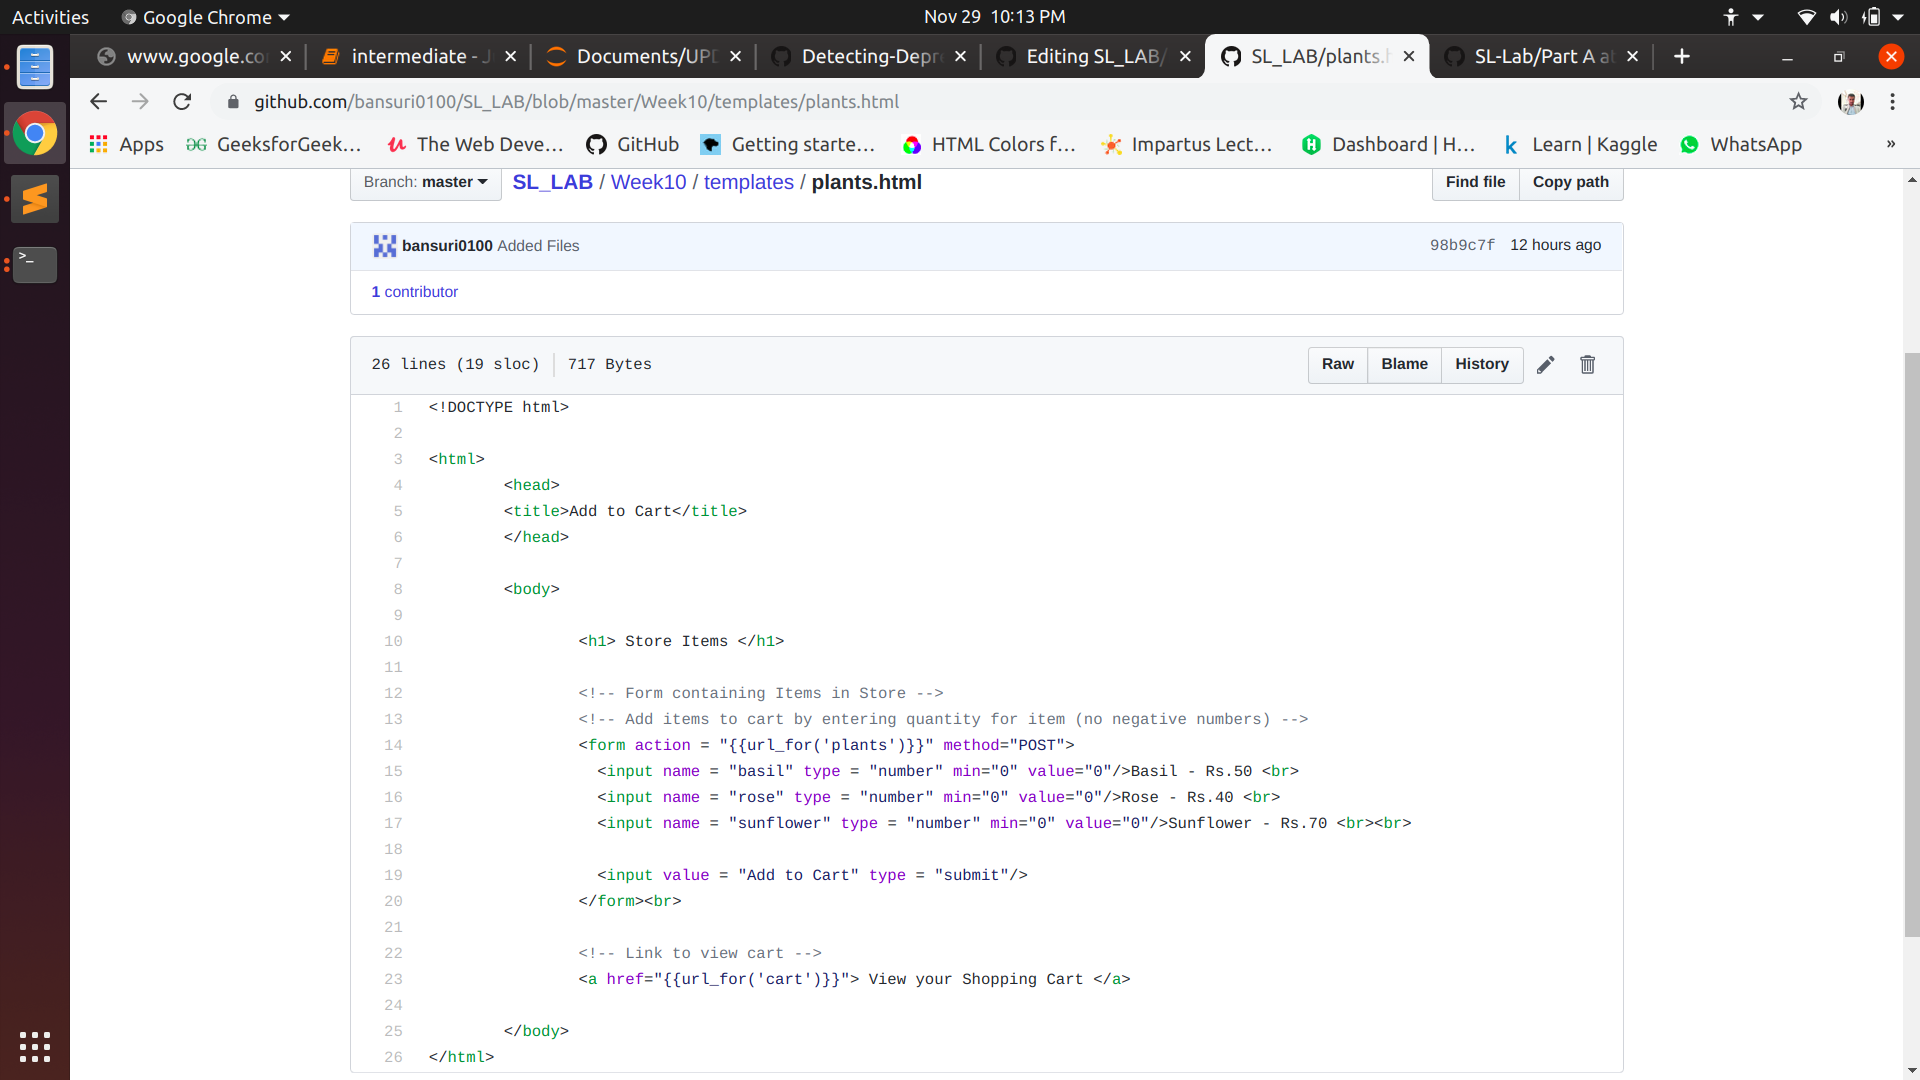 Activities Google Chrome Nov 29 10:13 PM
www.google.co intermediate - J Documents/UPD Detecting-Depre Editing SL_LAB/ SL_LAB/plants.h SL-Lab/Part A at
github.com/bansuri0100/SL_LAB/blob/master/Week10/templates/plants.html
Apps GeeksforGeek... The Web Deve... GitHub Getting starte... HTML Colors f... Impartus Lect... Dashboard | H... Learn | Kaggle WhatsApp »
Branch: master SL_LAB / Week10 / templates / plants.html Find file Copy path
bansuri0100 Added Files 98b9c7f 12 hours ago
1 contributor
26 lines (19 sloc) 717 Bytes Raw Blame History
1 <!DOCTYPE html>
2
3 <html>
4 <head>
5 <title>Add to Cart</title>
6 </head>
7
8 <body>
9
10 <h1> Store Items </h1>
11
12 <!-- Form containing Items in Store -->
13 <!-- Add items to cart by entering quantity for item (no negative numbers) -->
14 <form action = "{{url_for('plants')}}" method="POST">
15 <input name = "basil" type = "number" min="0" value="0"/>Basil - Rs.50 <br>
16 <input name = "rose" type = "number" min="0" value="0"/>Rose - Rs.40 <br>
17 <input name = "sunflower" type = "number" min="0" value="0"/>Sunflower - Rs.70 <br><br>
18
19 <input value = "Add to Cart" type = "submit"/>
20 </form><br>
21
22 <!-- Link to view cart -->
23 <a href="{{url_for('cart')}}"> View your Shopping Cart </a>
24
25 </body>
26 </html>